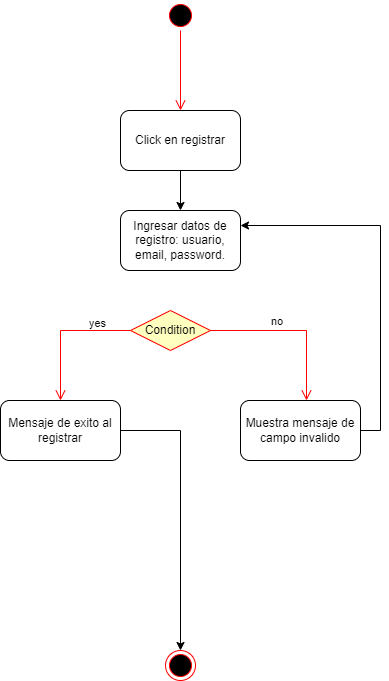 Click en registrar
Ingresar datos de
registro: usuario,
email, password.
yes
Condition
no
Mensaje de exito al
registrar
Muestra mensaje de
campo invalido